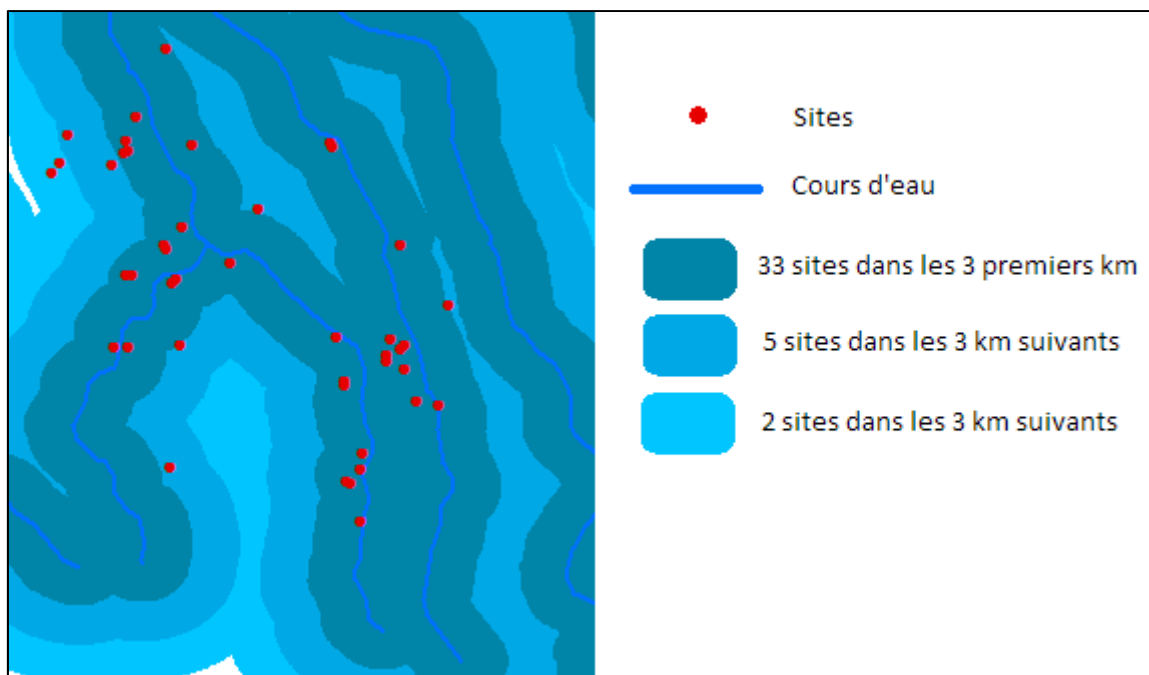 Sites
Cours d'eau
33 sites dans les 3 premiers km
5 sites dans les 3 km suivants
2 sites dans les 3 km suivants